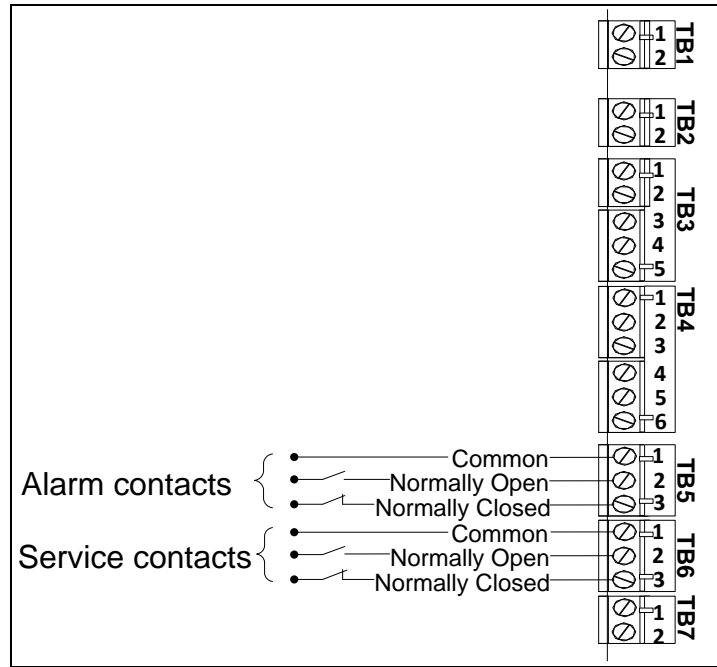 1 TB1
2
1 TB2
2
1 TB3
2
3
4
5
1 TB4
2
3
4
5
6
Alarm contacts
Common 1 TB5
Normally Open 2
Normally Closed 3
Service contacts
Common 1 TB6
Normally Open 2
Normally Closed 3
1 TB7
2